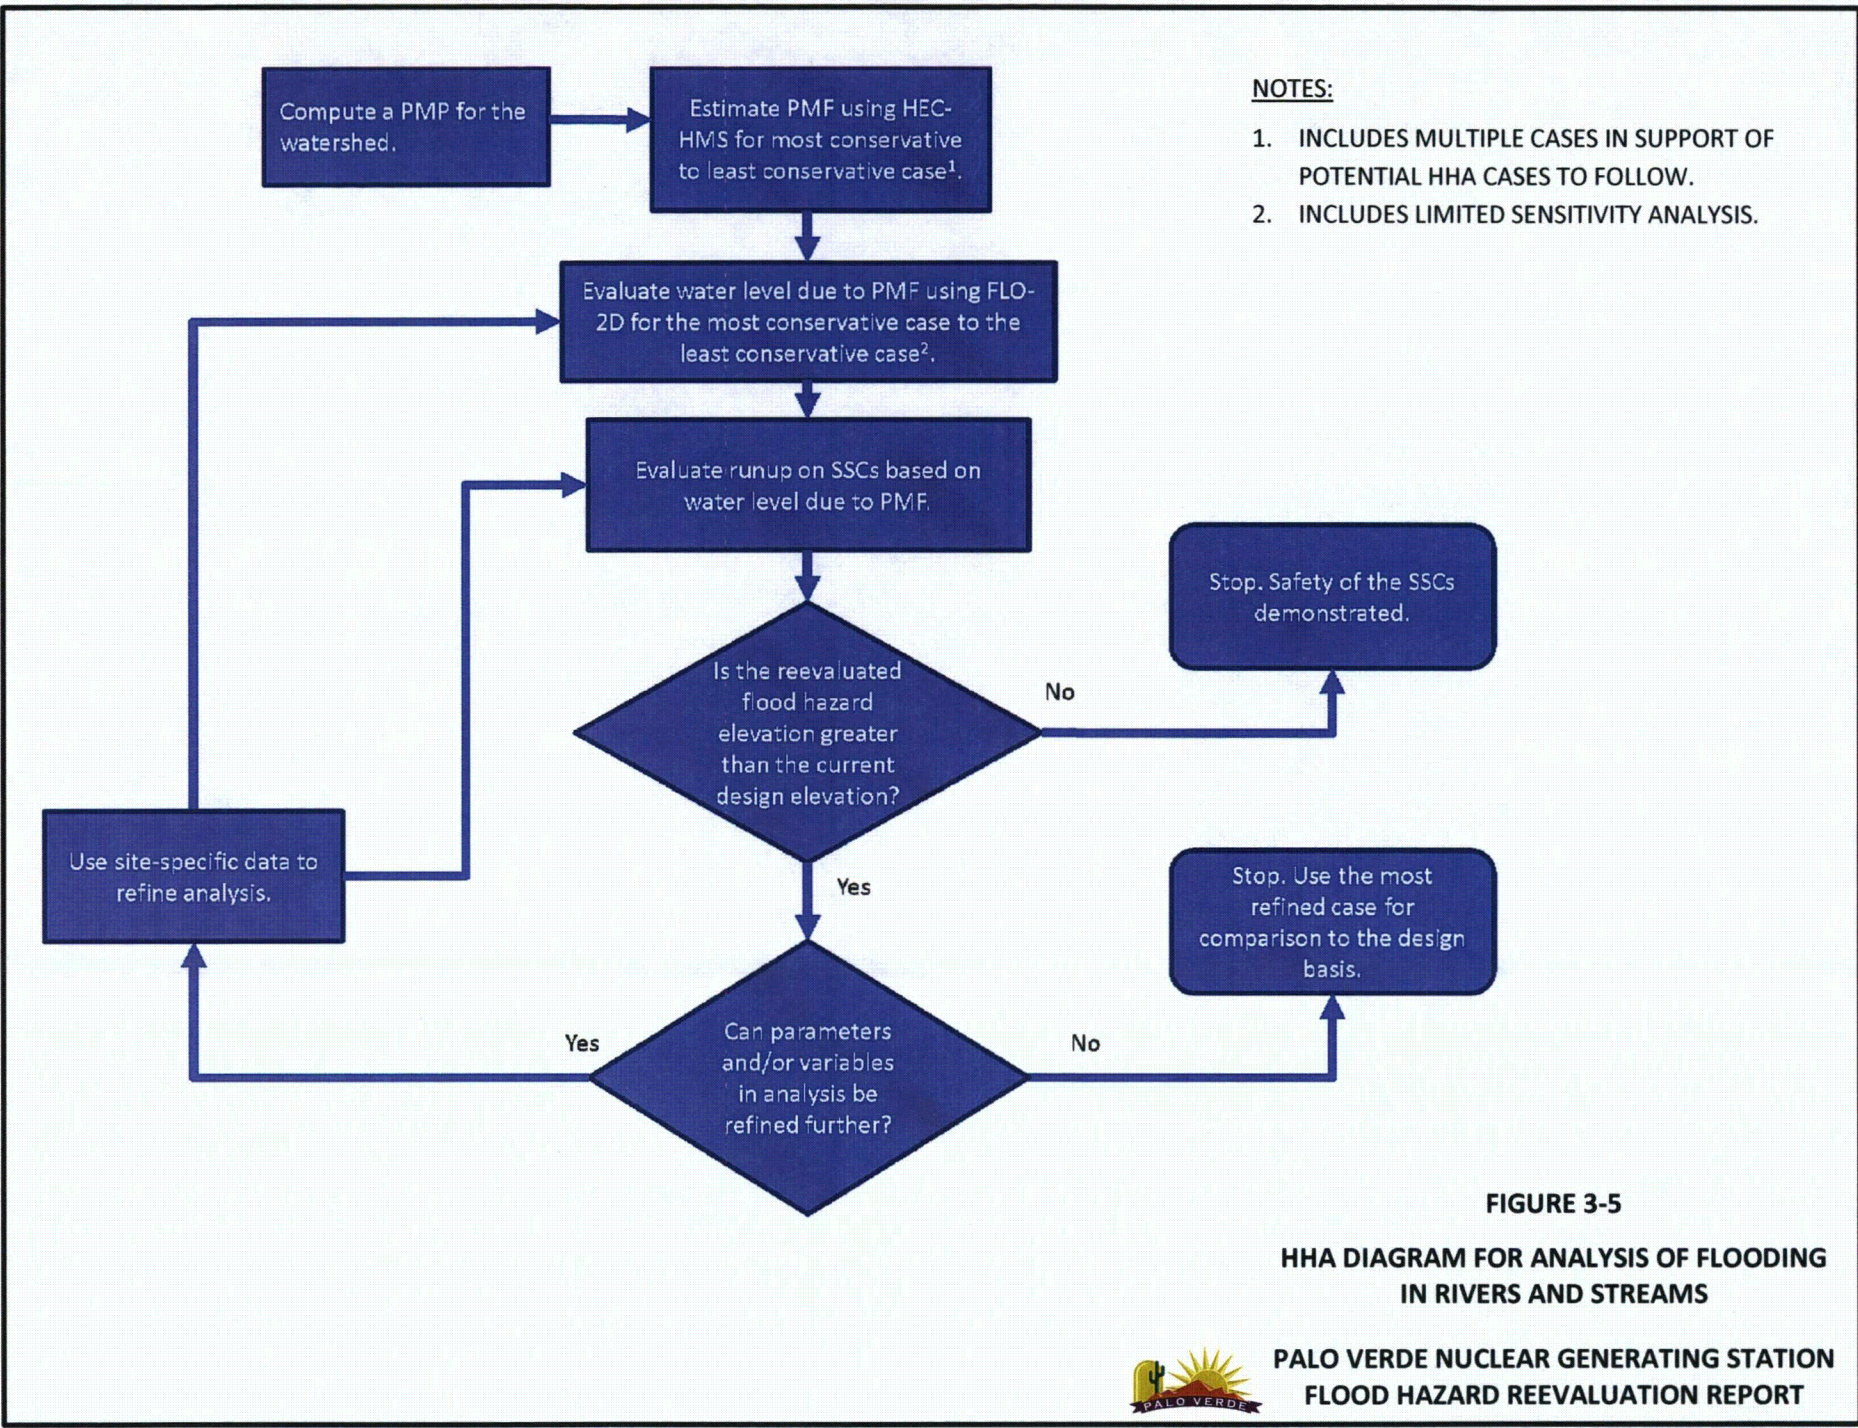 Compute a PMP for the
watershed.
Estimate PMF using HEC-
HMS for most conservative
to least conservative case¹.
NOTES:
1. INCLUDES MULTIPLE CASES IN SUPPORT OF
POTENTIAL HHA CASES TO FOLLOW.
2. INCLUDES LIMITED SENSITIVITY ANALYSIS.
Evaluate water level due to PMF using FLO-
2D for the most conservative case to the
least conservative case².
Evaluate runup on SSCs based on
water level due to PMF.
Stop. Safety of the SSCs
demonstrated.
Is the reevaluated
flood hazard
elevation greater
than the current
design elevation?
No
Yes
Use site-specific data to
refine analysis.
Stop. Use the most
refined case for
comparison to the design
basis.
Can parameters
and/or variables
in analysis be
refined further?
Yes
No
FIGURE 3-5
HHA DIAGRAM FOR ANALYSIS OF FLOODING
IN RIVERS AND STREAMS
PALO VERDE
PALO VERDE NUCLEAR GENERATING STATION
FLOOD HAZARD REEVALUATION REPORT